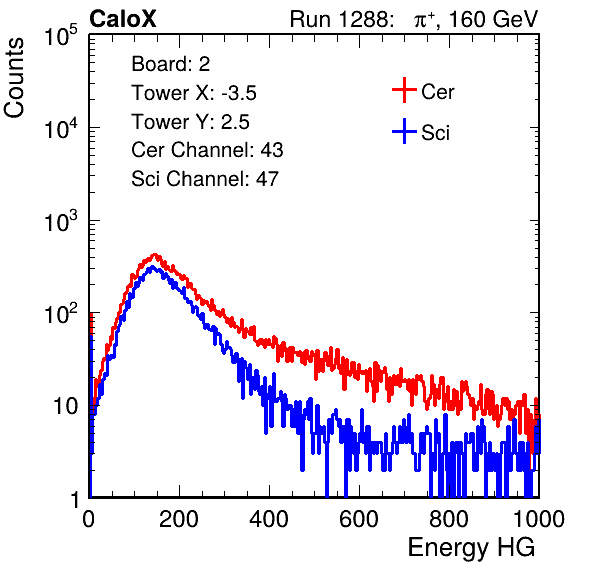 CaloX Run 1288: π⁺, 160 GeV
Counts
Board: 2
Tower X: -3.5
Tower Y: 2.5
Cer Channel: 43
Sci Channel: 47
Cer
Sci
10⁵
10⁴
10³
10²
10
1
0 200 400 600 800 1000
Energy HG